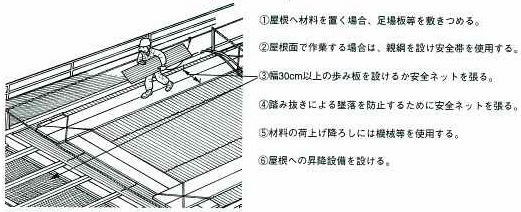 ①屋根へ材料を置く場合、足場板等を敷きつめる。
②屋根面で作業する場合は、親綱を設け安全帯を使用する。
③幅30cm以上の歩み板を設けるか安全ネットを張る。
④踏み抜きによる墜落を防止するために安全ネットを張る。
⑤材料の荷上げ降ろしには機械等を使用する。
⑥屋根への昇降設備を設ける。